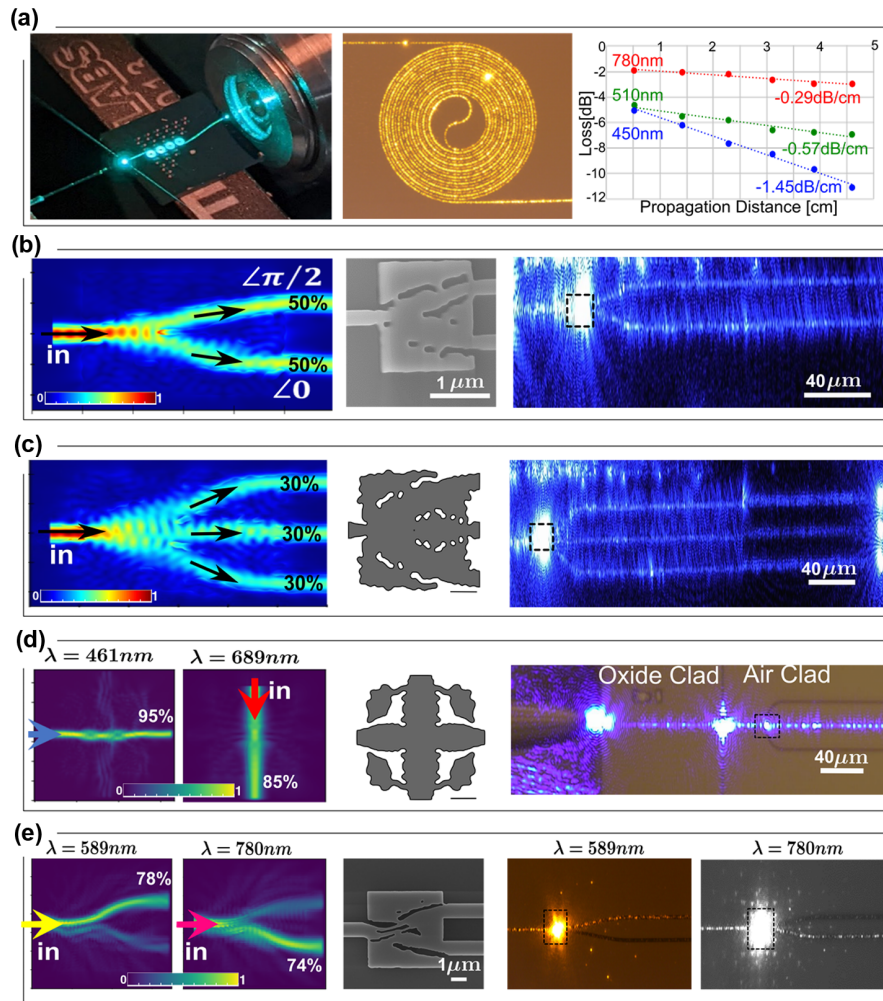 (a)
LABS
0
1
2
3
4
5
0
-2
-4
-6
-8
-10
-12
Loss[dB]
780nm
510nm
450nm
-0.29dB/cm
-0.57dB/cm
-1.45dB/cm
Propagation Distance [cm]
(b)
∠π/2
50%
in
50%
∠0
0
1
1 μm
40μm
(c)
30%
30%
in
30%
0
1
40μm
(d)
λ = 461nm
λ = 689nm
in
95%
85%
0
1
Oxide Clad
Air Clad
40μm
(e)
λ = 589nm
λ = 780nm
λ = 589nm
λ = 780nm
78%
in
in
74%
0
1
1μm